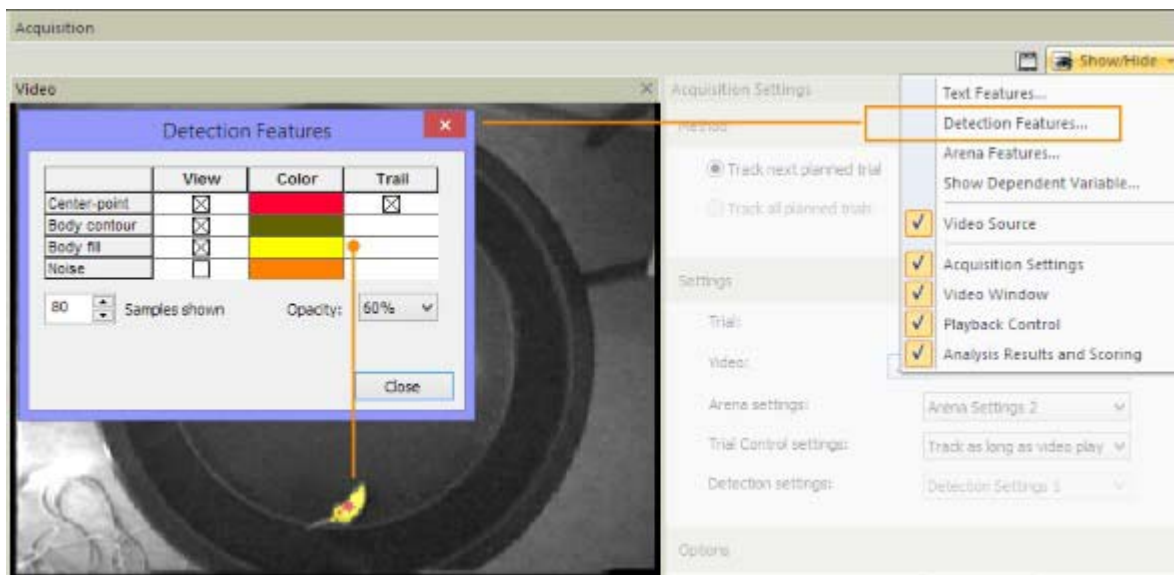 Acquisition
Show/Hide
Video
Acquisition Settings
Text Features...
Detection Features...
Arena Features...
Show Dependent Variable...
Video Source
Acquisition Settings
Video Window
Playback Control
Analysis Results and Scoring
Detection Features
View Color Trail
Center-point
Body contour
Body fill
Noise
80 Samples shown Opacity: 60%
Close
Method
Track next planned trial
Track all planned trials
Settings
Trial:
Video:
Arena settings: Arena Settings 2
Trial Control settings: Track as long as video play
Detection settings: Detection Settings 1
Options